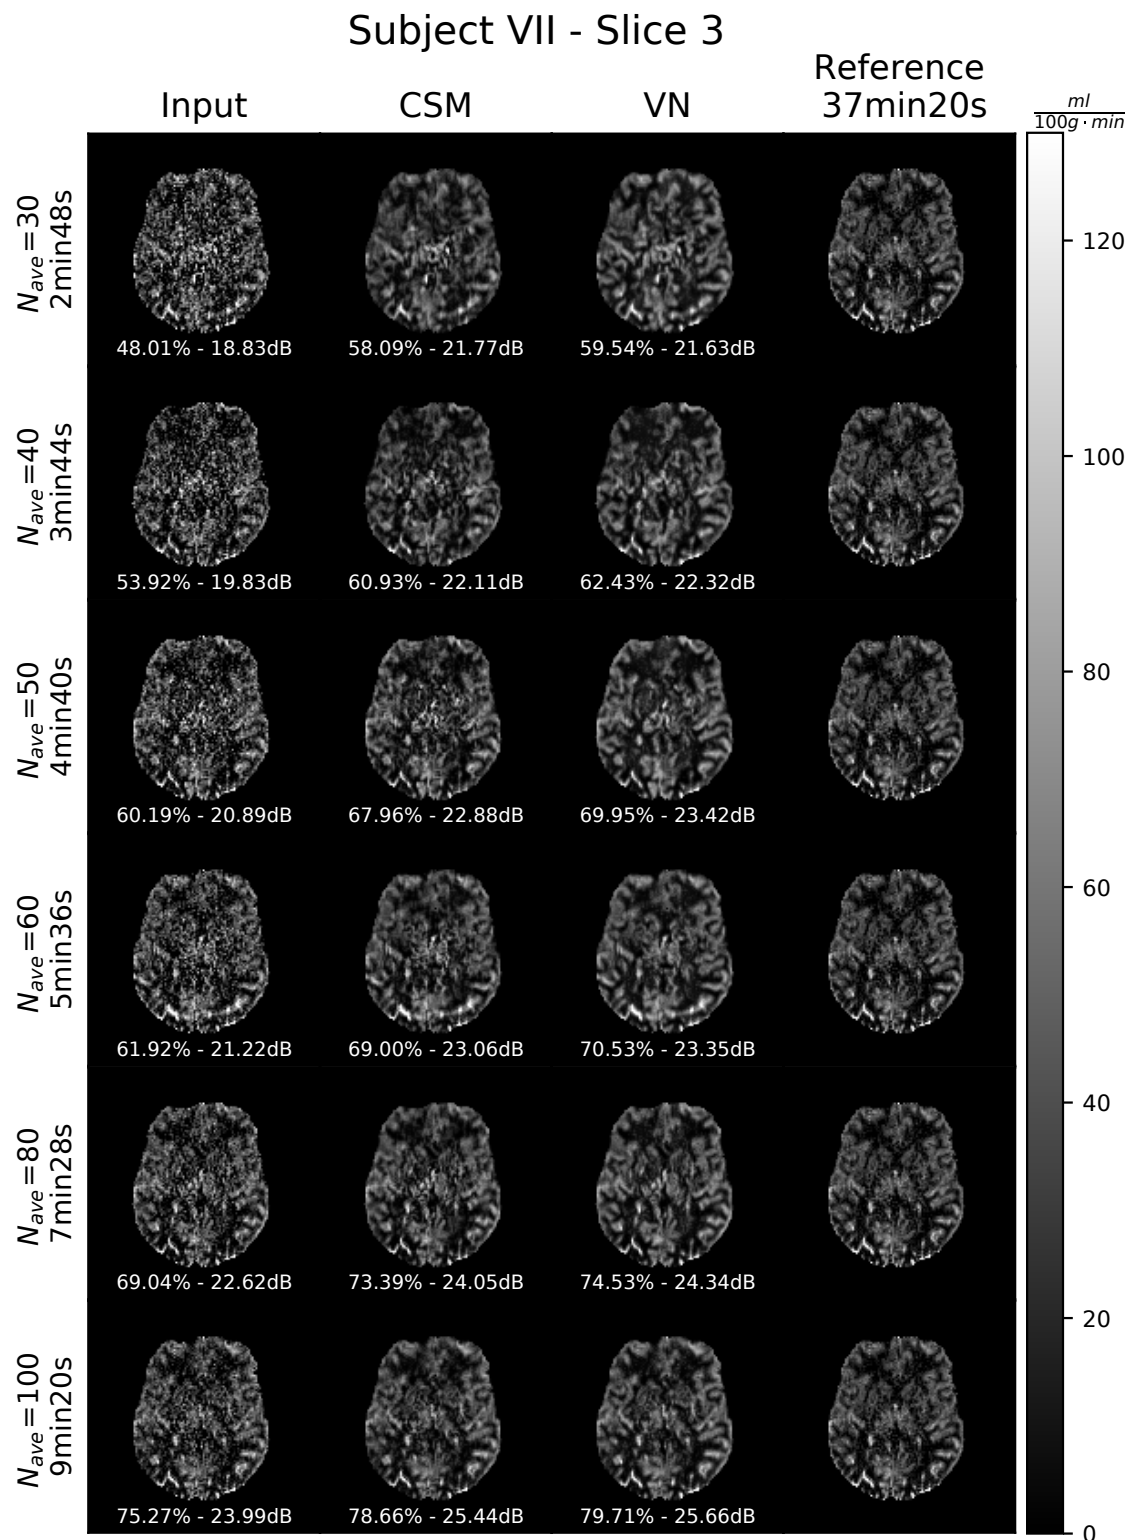 Subject VII - Slice 3
Input CSM VN Reference 37min20s
ml
100g · min
N_ave=30
2min48s
48.01% - 18.83dB 58.09% - 21.77dB 59.54% - 21.63dB
120
N_ave=40
3min44s
53.92% - 19.83dB 60.93% - 22.11dB 62.43% - 22.32dB
100
N_ave=50
4min40s
60.19% - 20.89dB 67.96% - 22.88dB 69.95% - 23.42dB
80
N_ave=60
5min36s
61.92% - 21.22dB 69.00% - 23.06dB 70.53% - 23.35dB
60
N_ave=80
7min28s
69.04% - 22.62dB 73.39% - 24.05dB 74.53% - 24.34dB
40
N_ave=100
9min20s
75.27% - 23.99dB 78.66% - 25.44dB 79.71% - 25.66dB
20
0